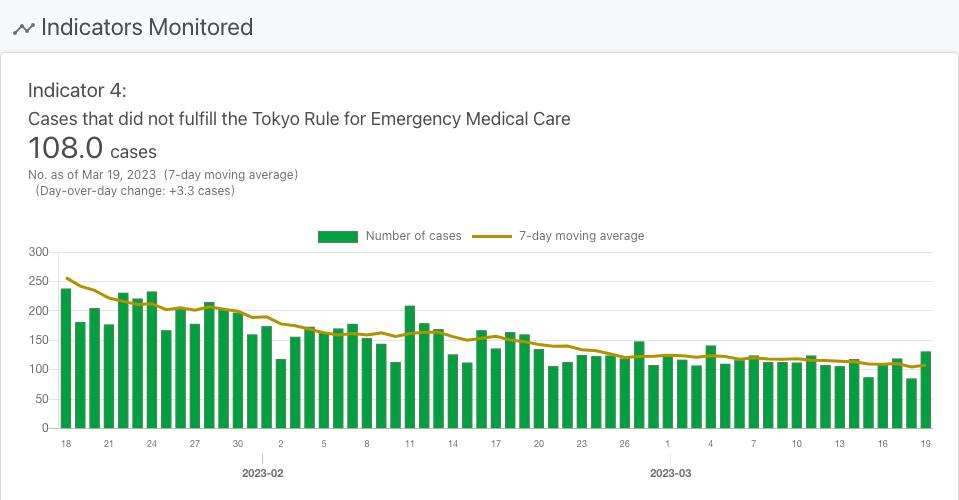 Indicators Monitored
Indicator 4:
Cases that did not fulfill the Tokyo Rule for Emergency Medical Care
108.0 cases
No. as of Mar 19, 2023 (7-day moving average)
(Day-over-day change: +3.3 cases)
Number of cases 7-day moving average
300
250
200
150
100
50
0
18 21 24 27 30 2 5 8 11 14 17 20 23 26 1 4 7 10 13 16 19
2023-02 2023-03